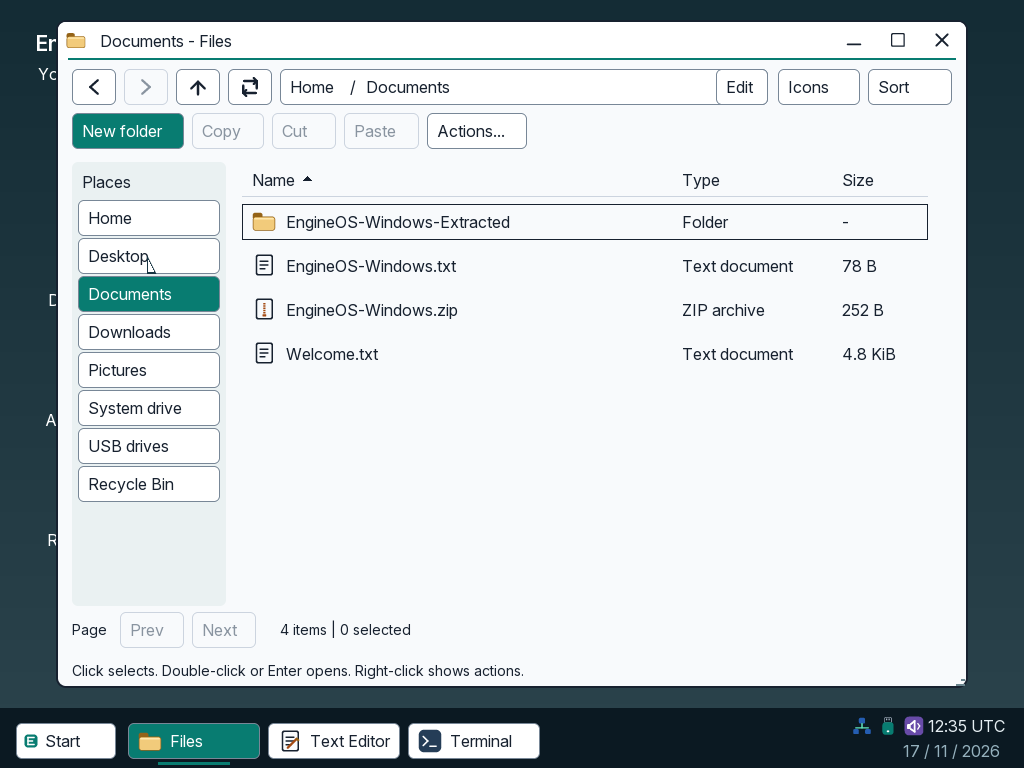 Documents - Files
Home / Documents
Edit
Icons
Sort
New folder
Copy
Cut
Paste
Actions...
Places
Home
Desktop
Documents
Downloads
Pictures
System drive
USB drives
Recycle Bin
Name Type Size
EngineOS-Windows-Extracted Folder -
EngineOS-Windows.txt Text document 78 B
EngineOS-Windows.zip ZIP archive 252 B
Welcome.txt Text document 4.8 KiB
Page Prev Next 4 items | 0 selected
Click selects. Double-click or Enter opens. Right-click shows actions.
Start
Files
Text Editor
Terminal
12:35 UTC
17 / 11 / 2026